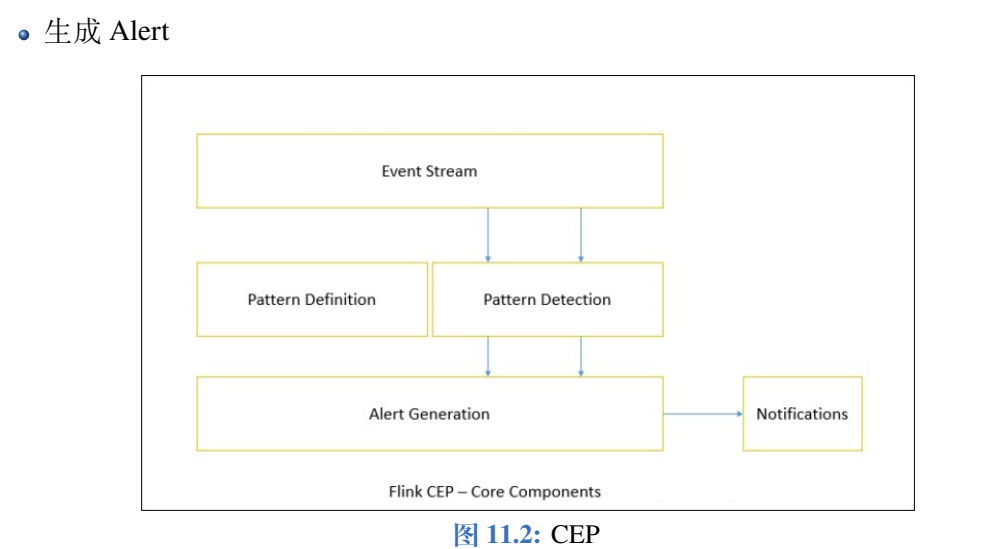 生成 Alert
Event Stream
Pattern Definition
Pattern Detection
Alert Generation
Notifications
Flink CEP – Core Components
图 11.2: CEP